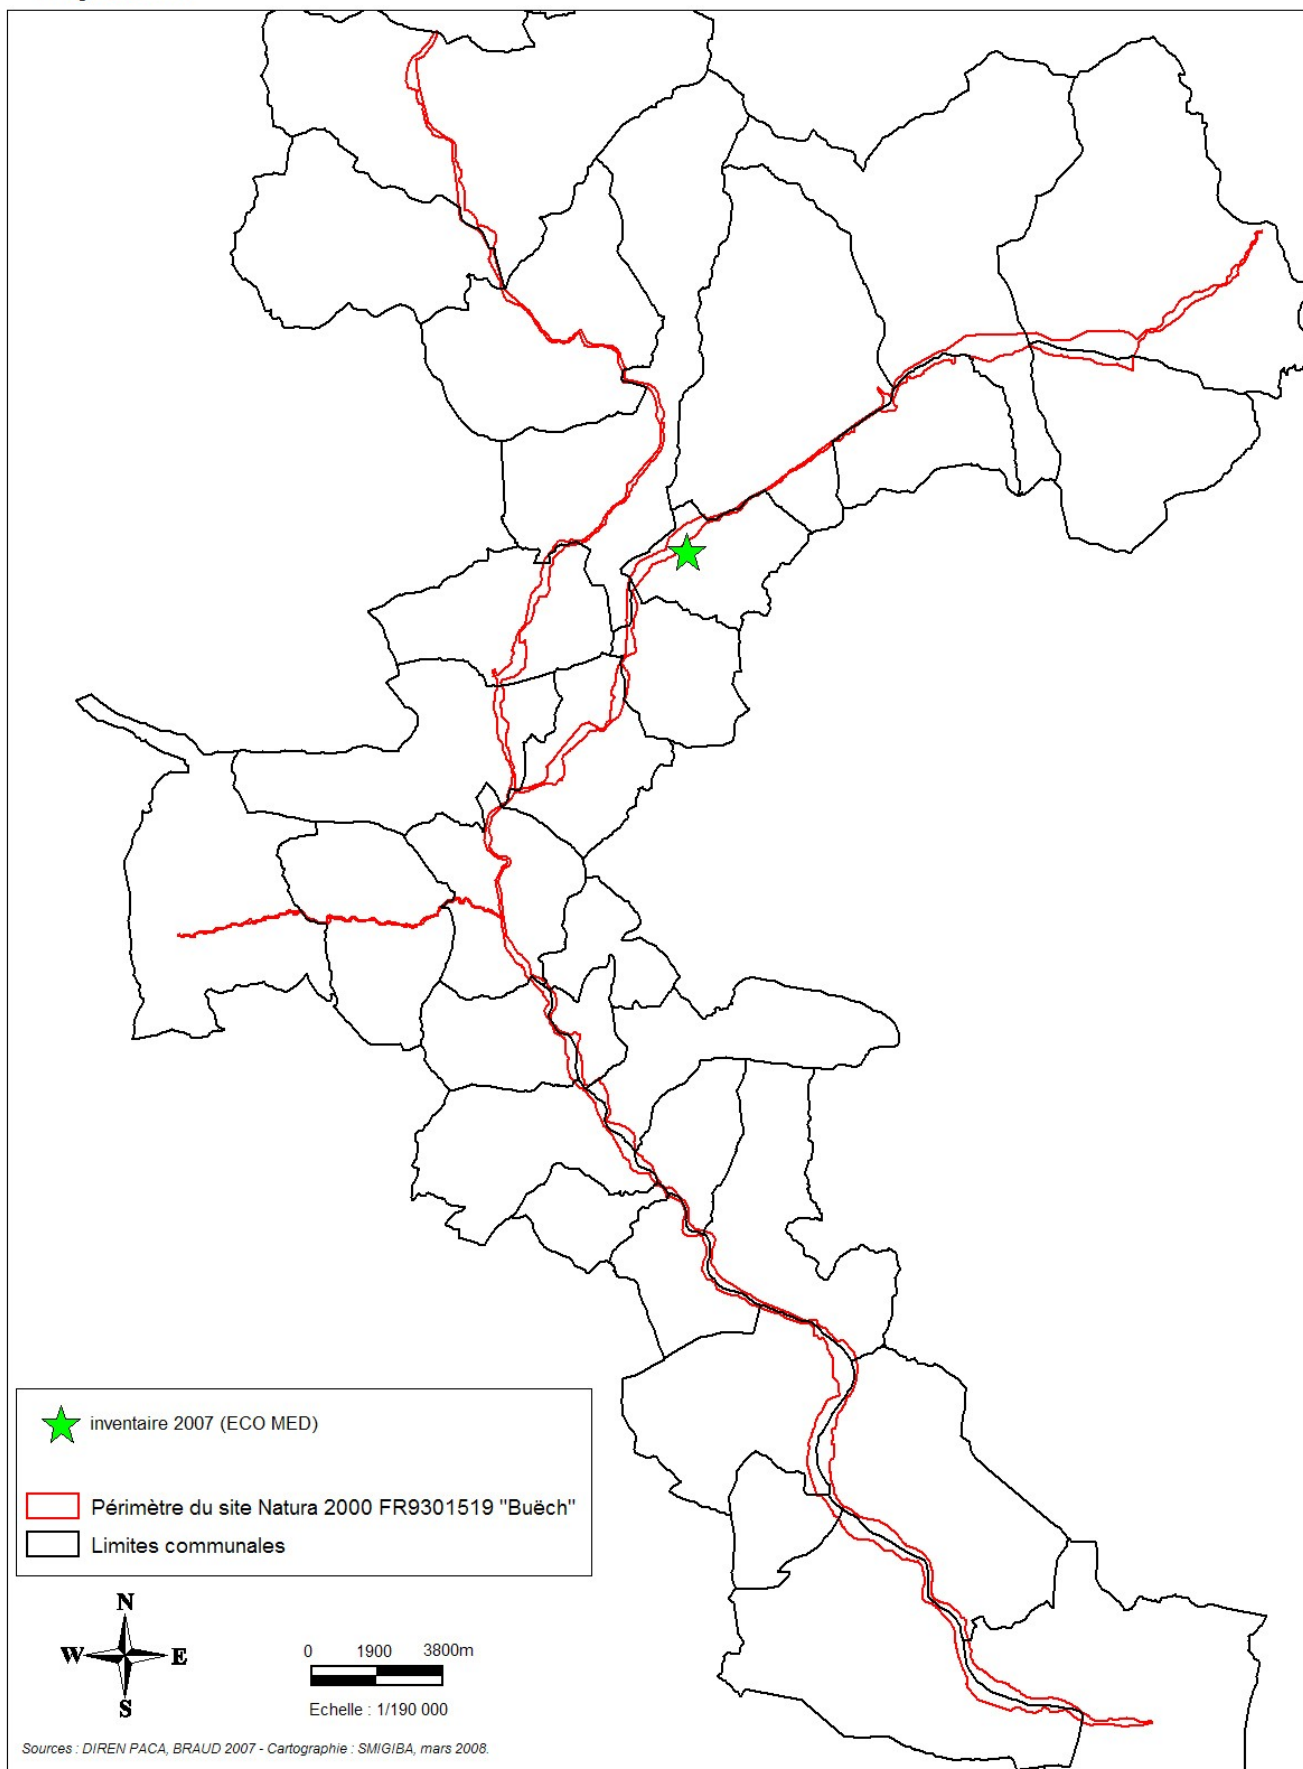 inventaire 2007 (ECO MED)
Périmètre du site Natura 2000 FR9301519 "Buëch"
Limites communales
N
W E
S
0 1900 3800m
Echelle : 1/190 000
Sources : DIREN PACA, BRAUD 2007 - Cartographie : SMIGIBA, mars 2008.